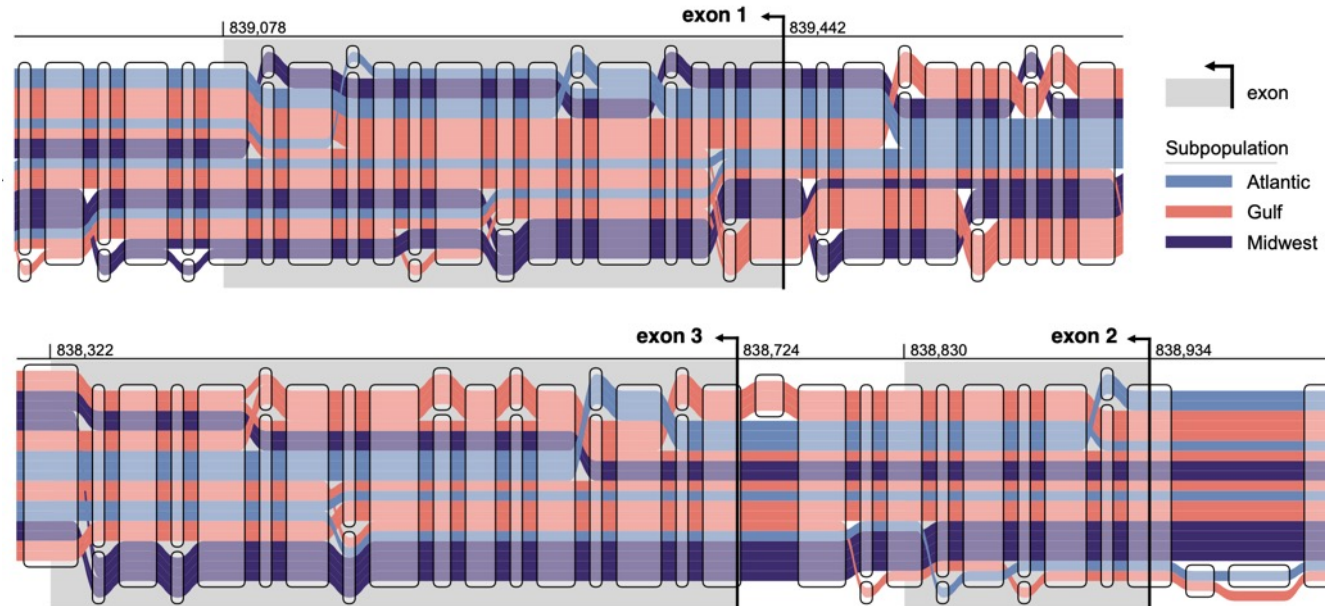 exon 1
839,078
839,442
exon
Subpopulation
Atlantic
Gulf
Midwest
exon 3
exon 2
838,322
838,724
838,830
838,934